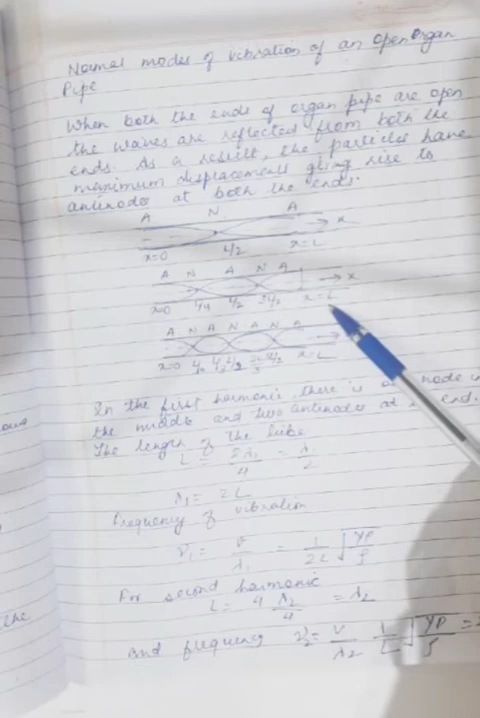 Normal modes of vibration of an open Organ
Pipe
When both the ends of organ pipe are open
the waves are reflected from both the
ends. As a result, the particles have
maximum displacement giving rise to
antinodes at both the ends.
A N A
x=0 L/2 x=L x
A N A N A
x=0 L/4 L/2 x=L x
A N A N A N A
x=0 x=L
In the first harmonic there is node in
the middle and two antinodes at end.
The length of the tube
L = 2λ1/4 = λ1/2
λ1 = 2L
Frequency of vibration
ν1 = v/λ1 = 1/2L √γP/ρ
For second harmonic
L = 4 λ2/4 = λ2
and frequency ν2 = v/λ2 1/L √γP/ρ =
the